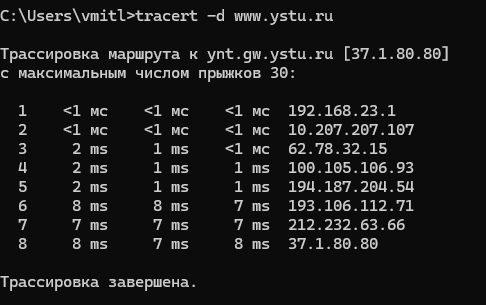 C:\Users\vmitl>tracert -d www.ystu.ru
Трассировка маршрута к ynt.gw.ystu.ru [37.1.80.80]
с максимальным числом прыжков 30:
1 <1 мс <1 мс <1 мс 192.168.23.1
2 <1 мс <1 мс <1 мс 10.207.207.107
3 2 ms 1 ms <1 мс 62.78.32.15
4 2 ms 1 ms 1 ms 100.105.106.93
5 2 ms 1 ms 1 ms 194.187.204.54
6 8 ms 8 ms 7 ms 193.106.112.71
7 7 ms 7 ms 7 ms 212.232.63.66
8 8 ms 7 ms 8 ms 37.1.80.80
Трассировка завершена.